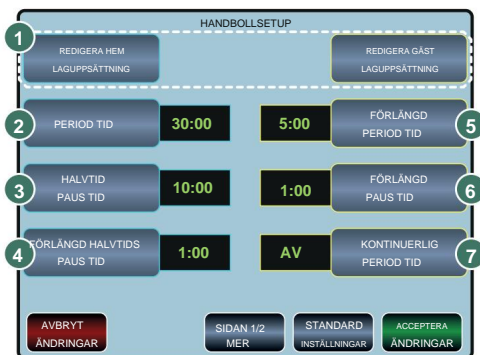 HANDBOLLSETUP
1
REDIGERA HEM
LAGUPPSÄTTNING
REDIGERA GÄST
LAGUPPSÄTTNING
2
PERIOD TID
30:00
5:00
FÖRLÄNGD
PERIOD TID
5
3
HALVTID
PAUS TID
10:00
1:00
FÖRLÄNGD
PAUS TID
6
4
FÖRLÄNGD HALVTIDS
PAUS TID
1:00
AV
KONTINUERLIG
PERIOD TID
7
AVBRYT
ÄNDRINGAR
SIDAN 1/2
MER
STANDARD
INSTÄLLNINGAR
ACCEPTERA
ÄNDRINGAR